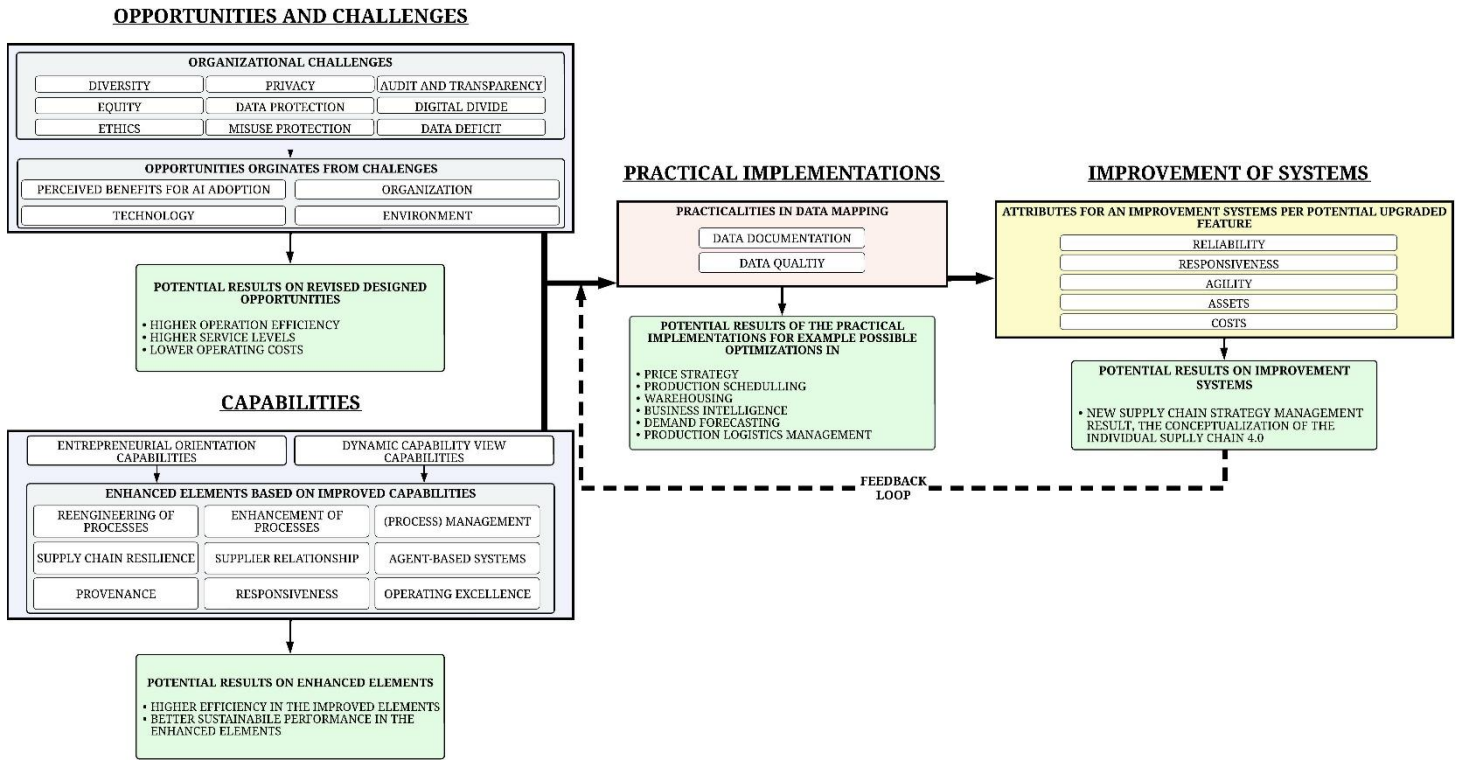 OPPORTUNITIES AND CHALLENGES
ORGANIZATIONAL CHALLENGES
DIVERSITY
PRIVACY
AUDIT AND TRANSPARENCY
EQUITY
DATA PROTECTION
DIGITAL DIVIDE
ETHICS
MISUSE PROTECTION
DATA DEFICIT
OPPORTUNITIES ORGINATES FROM CHALENGES
PERCEIVED BENEFITS FOR AI ADOPTION
ORGANIZATION
TECHNOLOGY
ENVIRONMENT
POTENTIAL RESULTS ON REVISED DESIGNED
OPPORTUNITIES
• HIGHER OPERATION EFFICIENCY
• HIGHER SERVICE LEVELS
• LOWER OPERATING COSTS
CAPABILITIES
ENTREPRENEURIAL ORIENTATION
CAPABILITIES
DYNAMIC CAPABILITY VIEW
CAPABILITIES
ENHANCED ELEMENTS BASED ON IMPROVED CAPABILITIES
REENGINEERING OF
PROCESSES
ENHANCEMENT OF
PROCESSES
(PROCESS) MANAGEMENT
SUPPLY CHAIN RESILIENCE
SUPPLIER RELATIONSHIP
AGENT-BASED SYSTEMS
PROVENANCE
RESPONSIVENESS
OPERATING EXCELLENCE
POTENTIAL RESULTS ON ENHANCED ELEMENTS
• HIGHER EFFICIENCY IN THE IMPROVED ELEMENTS
• BETTER SUSTAINABILE PERFORMANCE IN THE
ENHANCED ELEMENTS
PRACTICAL IMPLEMENTATIONS
PRACTICALITIES IN DATA MAPPING
DATA DOCUMENTATION
DATA QUALTIY
POTENTIAL RESULTS OF THE PRACTICAL
IMPLEMENTATIONS FOR EXAMPLE POSSIBLE
OPTIMIZATIONS IN
• PRICE STRATEGY
• PRODUCTION SCHEDULLING
• WAREHOUSING
• BUSINESS INTELLIGENCE
• DEMAND FORECASTING
• PRODUCTION LOGISTICS MANAGEMENT
IMPROVEMENT OF SYSTEMS
ATTRIBUTES FOR AN IMPROVEMENT SYSTEMS PER POTENTIAL UPGRADED
FEATURE
RELIABILITY
RESPONSIVENESS
AGILITY
ASSETS
COSTS
POTENTIAL RESULTS ON IMPROVEMENT
SYSTEMS
• NEW SUPPLY CHAIN STRATEGY MANAGEMENT
RESULT, THE CONCEPTUALIZATION OF THE
INDIVIDUAL SUPLLY CHAIN 4.0
FEEDBACK
LOOP